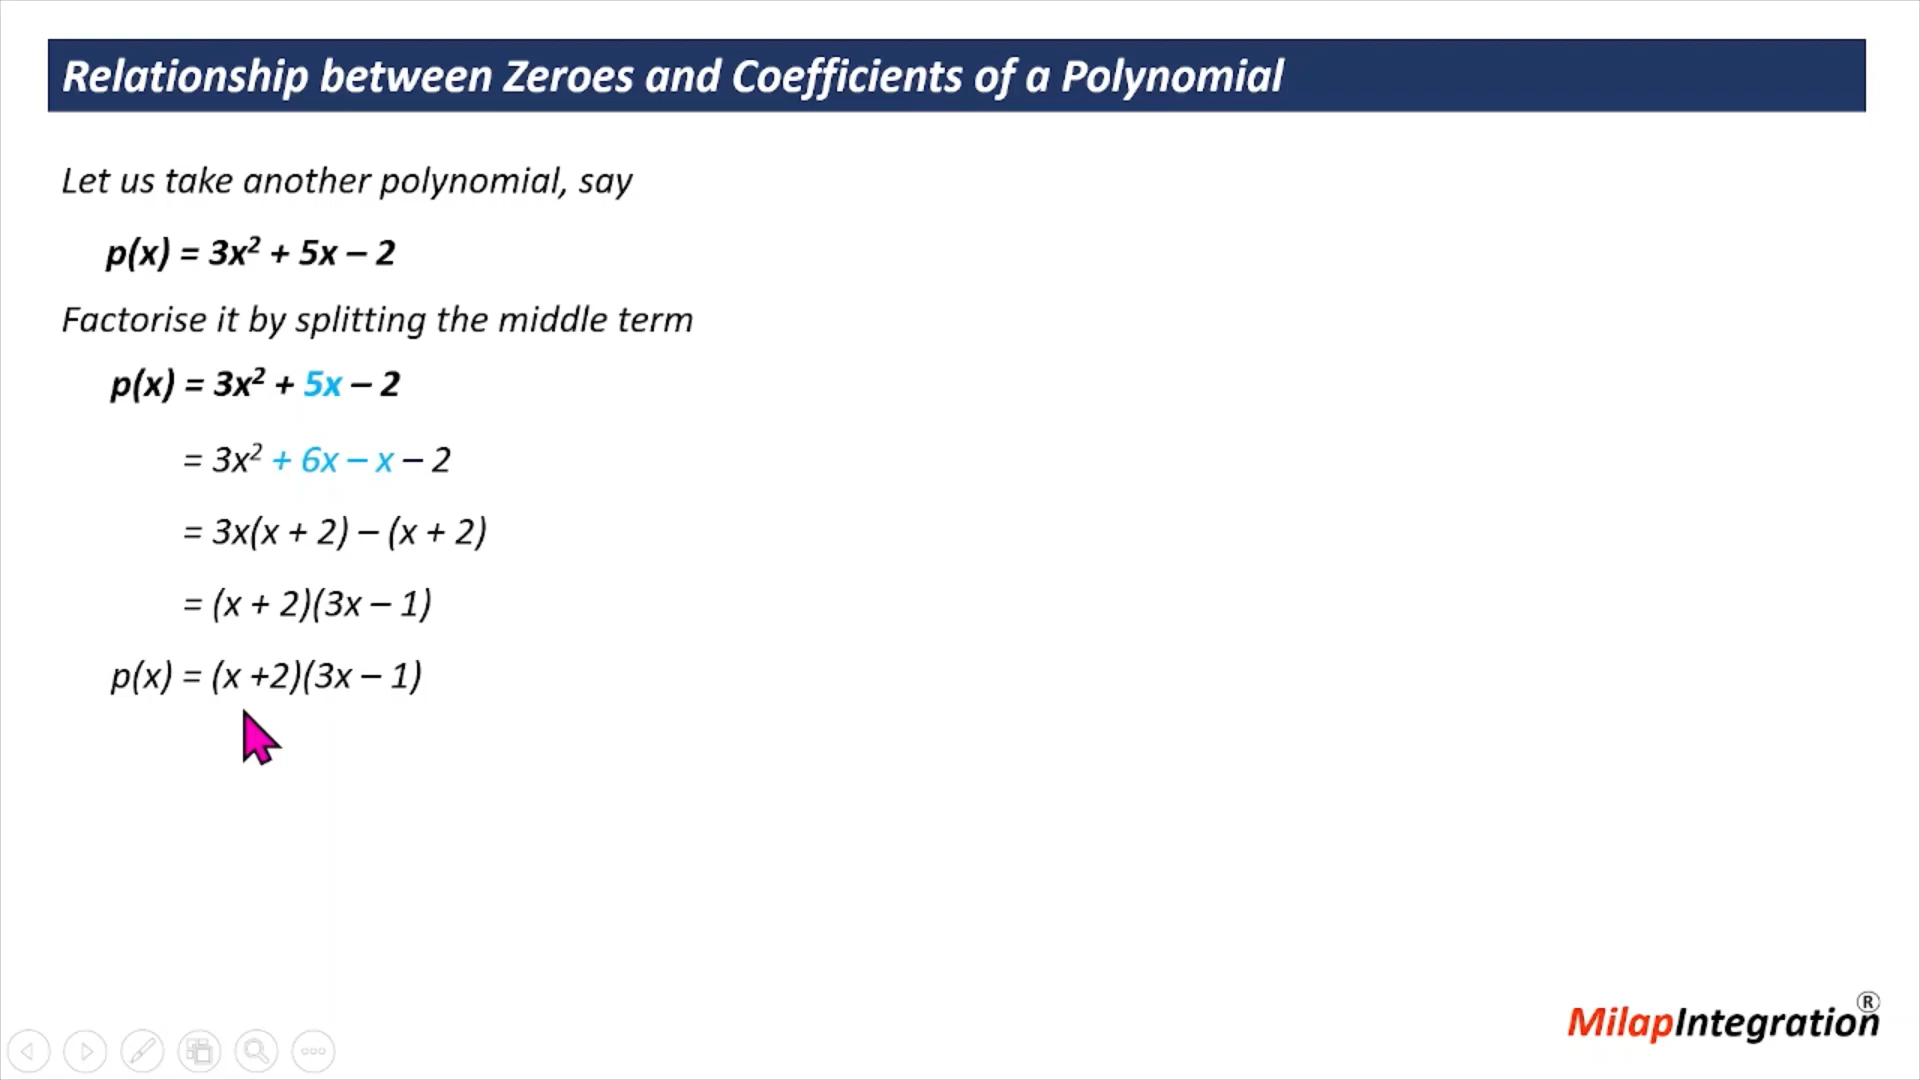 Relationship between Zeroes and Coefficients of a Polynomial
Let us take another polynomial, say
p(x) = 3x² + 5x – 2
Factorise it by splitting the middle term
p(x) = 3x² + 5x – 2
= 3x² + 6x – x – 2
= 3x(x + 2) – (x + 2)
= (x + 2)(3x – 1)
p(x) = (x +2)(3x – 1)
MilapIntegration®